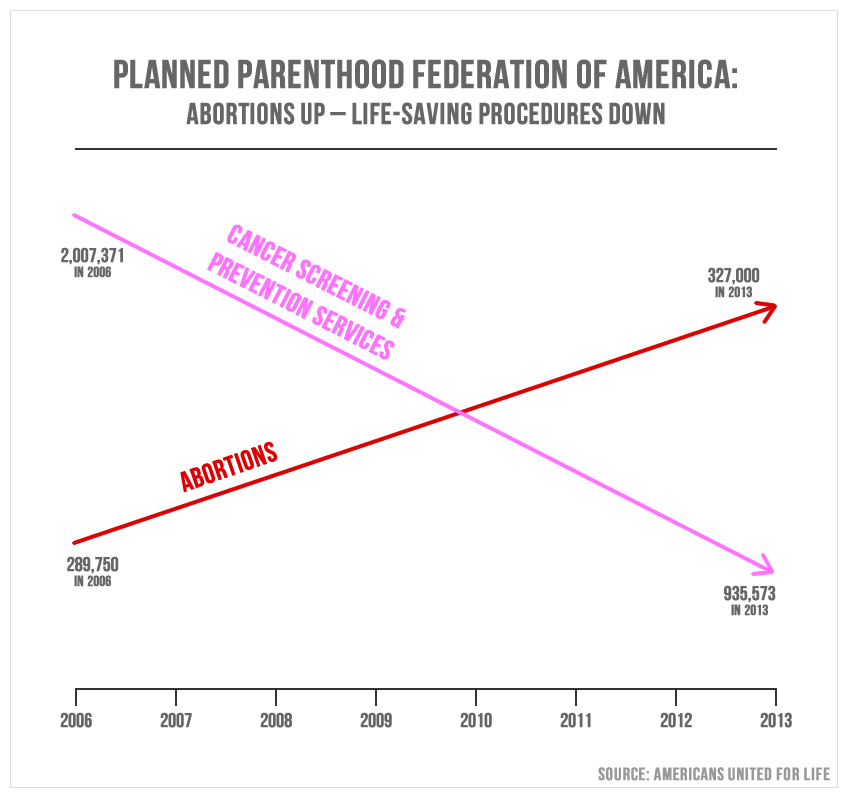 PLANNED PARENTHOOD FEDERATION OF AMERICA:
ABORTIONS UP – LIFE-SAVING PROCEDURES DOWN
2,007,371
IN 2006
CANCER SCREENING &
PREVENTION SERVICES
327,000
IN 2013
ABORTIONS
289,750
IN 2006
935,573
IN 2013
2006 2007 2008 2009 2010 2011 2012 2013
SOURCE: AMERICANS UNITED FOR LIFE